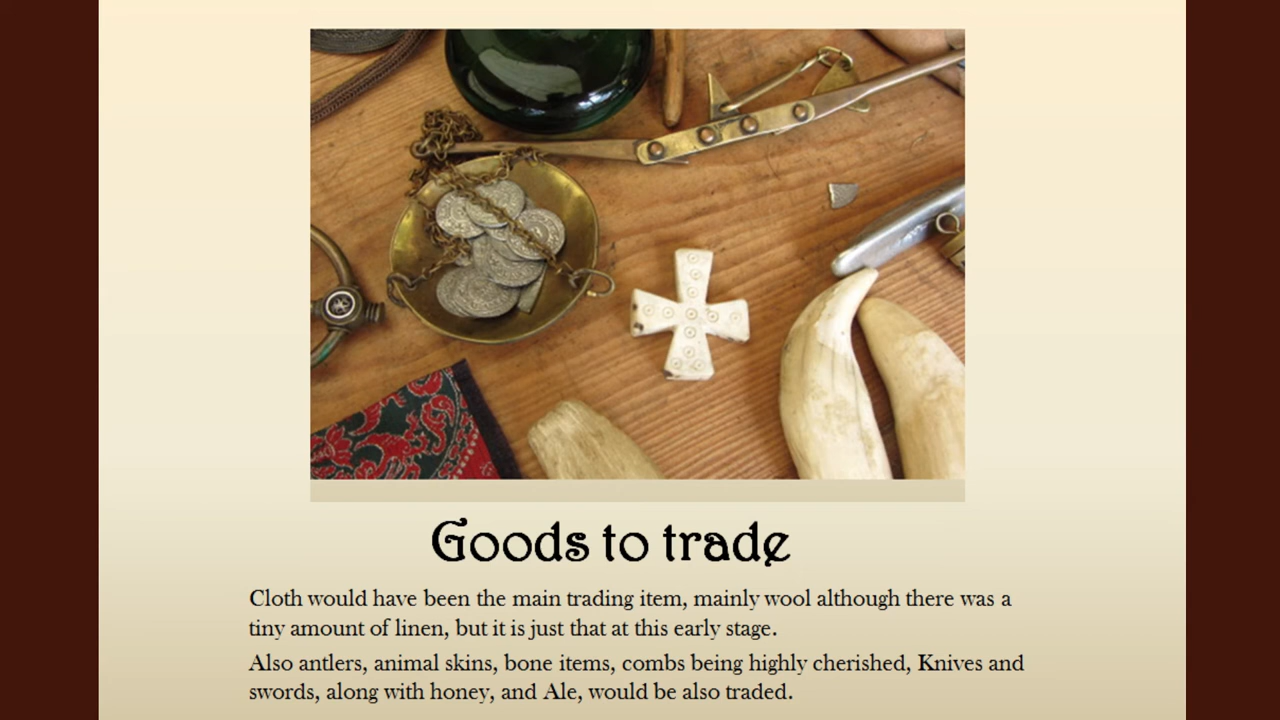 Goods to trade
Cloth would have been the main trading item, mainly wool although there was a
tiny amount of linen, but it is just that at this early stage.
Also antlers, animal skins, bone items, combs being highly cherished, Knives and
swords, along with honey, and Ale, would be also traded.